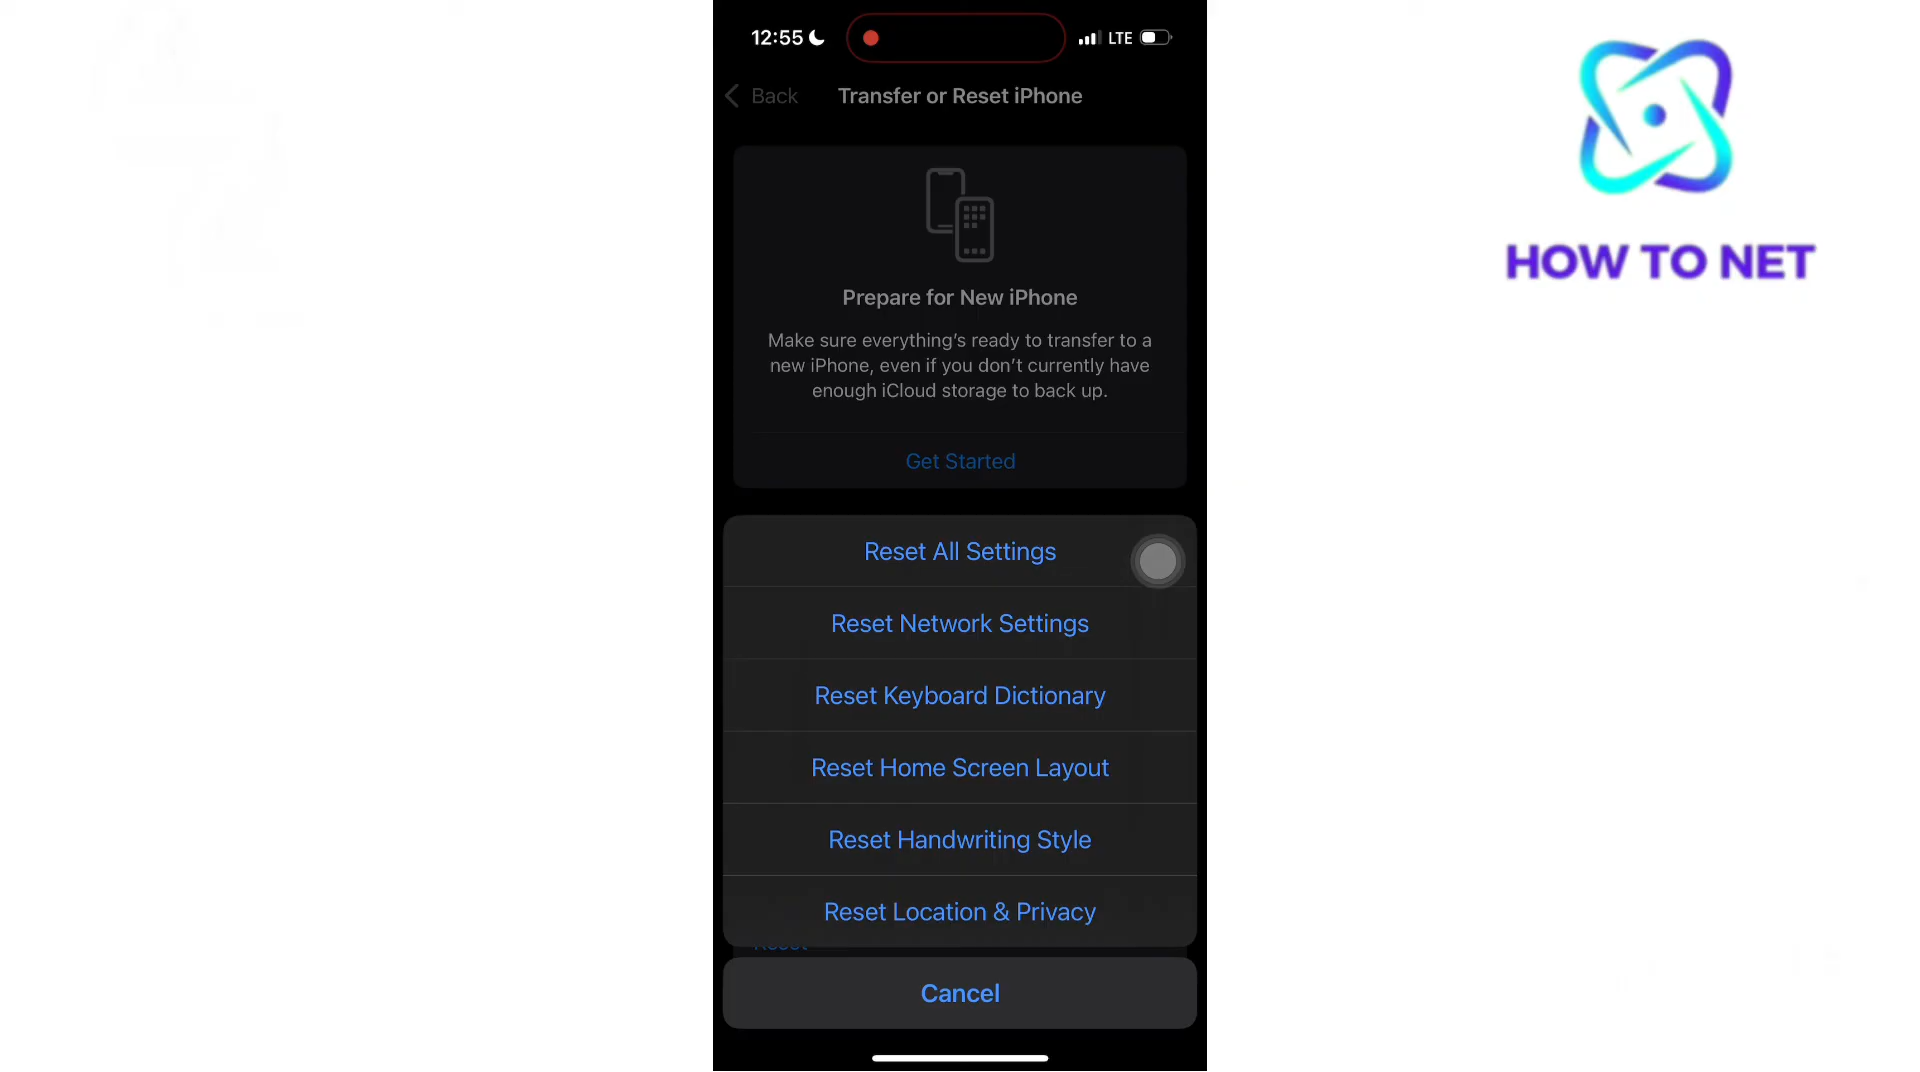 12:55
LTE
Back
Transfer or Reset iPhone
Prepare for New iPhone
Make sure everything's ready to transfer to a
new iPhone, even if you don't currently have
enough iCloud storage to back up.
Get Started
Reset All Settings
Reset Network Settings
Reset Keyboard Dictionary
Reset Home Screen Layout
Reset Handwriting Style
Reset Location & Privacy
Reset
Cancel
HOW TO NET